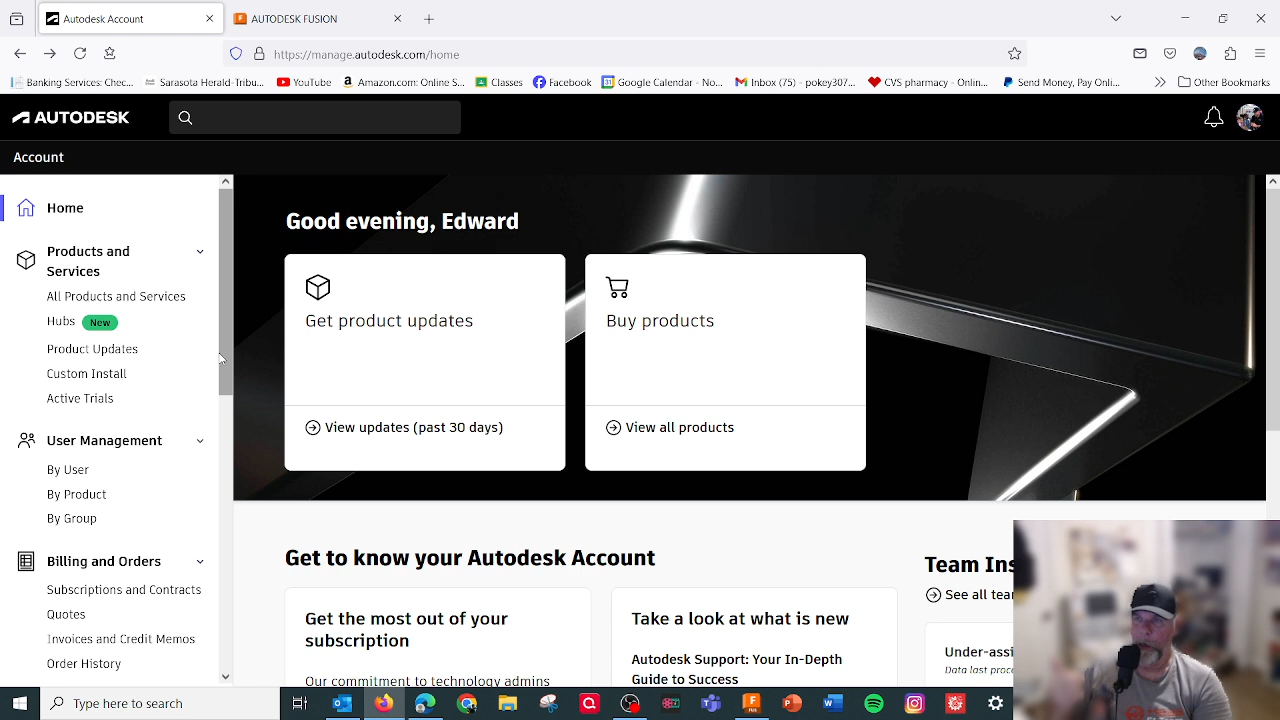 Autodesk Account
AUTODESK FUSION
https://manage.autodesk.com/home
Banking Services: Chec...
Sarasota Herald-Tribu...
YouTube
Amazon.com: Online S...
Classes
Facebook
Google Calendar - No...
Inbox (75) - pokey307...
CVS pharmacy - Onlin...
Send Money, Pay Onli...
Other Bookmarks
AUTODESK
Account
Home
Products and
Services
All Products and Services
Hubs New
Product Updates
Custom Install
Active Trials
User Management
By User
By Product
By Group
Billing and Orders
Subscriptions and Contracts
Quotes
Invoices and Credit Memos
Order History
Good evening, Edward
Get product updates
View updates (past 30 days)
Buy products
View all products
Get to know your Autodesk Account
Get the most out of your
subscription
Our commitment to technology admins
Take a look at what is new
Autodesk Support: Your In-Depth
Guide to Success
Team Ins
See all tea
Under-assi
Data last proc
Type here to search